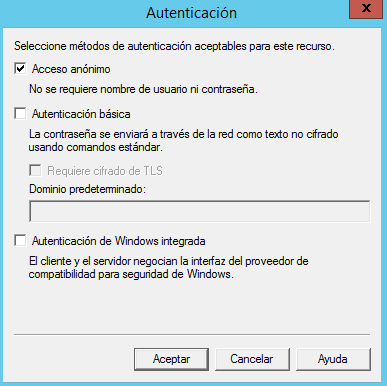 Autenticación
x
Seleccione métodos de autenticación aceptables para este recurso.
Acceso anónimo
No se requiere nombre de usuario ni contraseña.
Autenticación básica
La contraseña se enviará a través de la red como texto no cifrado
usando comandos estándar.
Requiere cifrado de TLS
Dominio predeterminado:
Autenticación de Windows integrada
El cliente y el servidor negocian la interfaz del proveedor de
compatibilidad para seguridad de Windows.
Aceptar
Cancelar
Ayuda